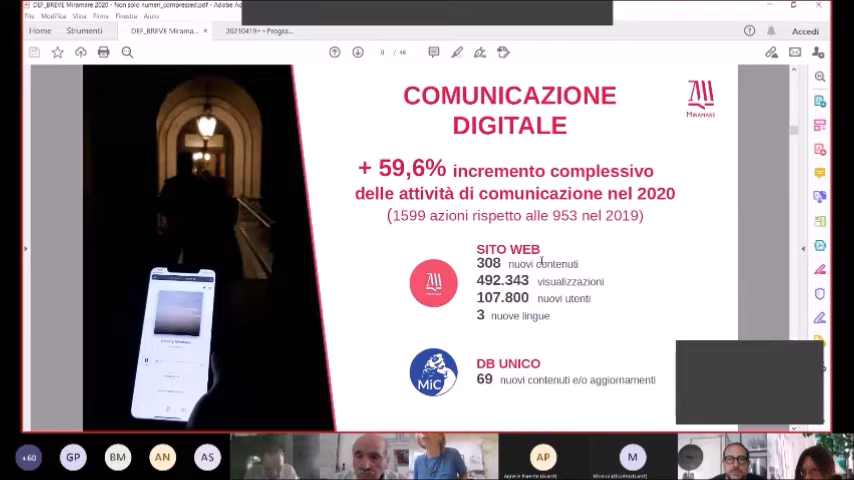 DEF_BREVE Miramare 2020 - Non solo numeri_compressed.pdf - Adobe Ac
File Modifica Vista Firma Finestra Aiuto
Home Strumenti DEF_BREVE Mirama... × 20210419++Progra... Accedi
8 / 46
COMUNICAZIONE
DIGITALE
MIRAMARE
+ 59,6% incremento complessivo
delle attività di comunicazione nel 2020
(1599 azioni rispetto alle 953 nel 2019)
SITO WEB
308 nuovi contenuti
492.343 visualizzazioni
107.800 nuovi utenti
3 nuove lingue
DB UNICO
69 nuovi contenuti e/o aggiornamenti
MiC
+60 GP BM AN AS AP M